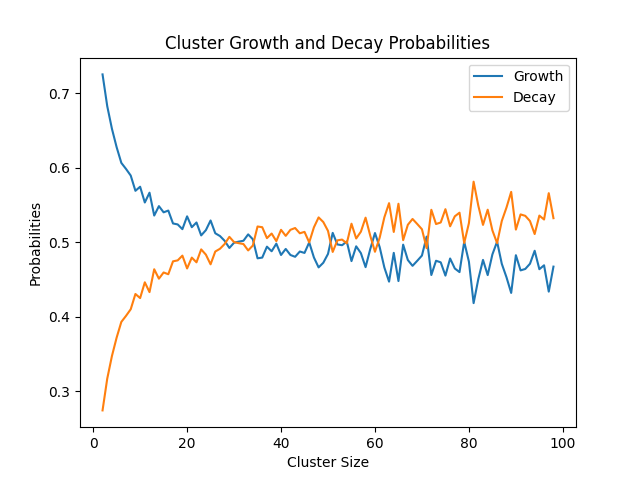 Cluster Growth and Decay Probabilities
Growth
Decay
0.7
0.6
0.5
0.4
0.3
Probabilities
0 20 40 60 80 100
Cluster Size